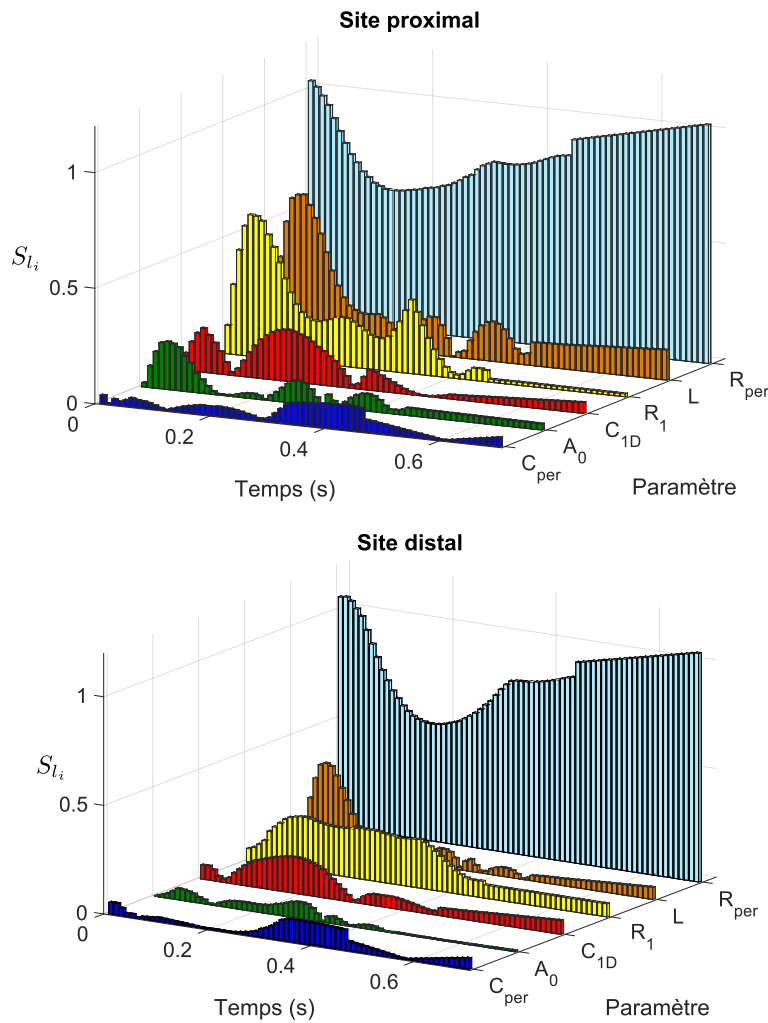 Site proximal
1
0.5
0
S_{l_i}
0
0.2
0.4
0.6
Temps (s)
C_per
A_0
C_1D
R_1
L
R_per
Paramètre
Site distal
1
0.5
0
S_{l_i}
0
0.2
0.4
0.6
Temps (s)
C_per
A_0
C_1D
R_1
L
R_per
Paramètre